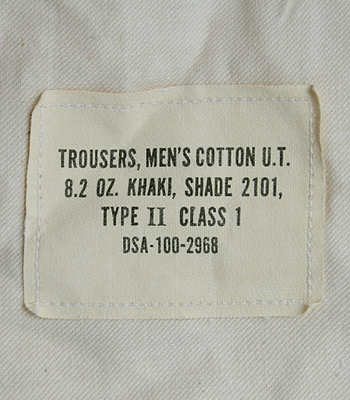 TROUSERS, MEN'S COTTON U.T.
8.2 OZ. KHAKI, SHADE 2101,
TYPE II CLASS 1
DSA-100-2968